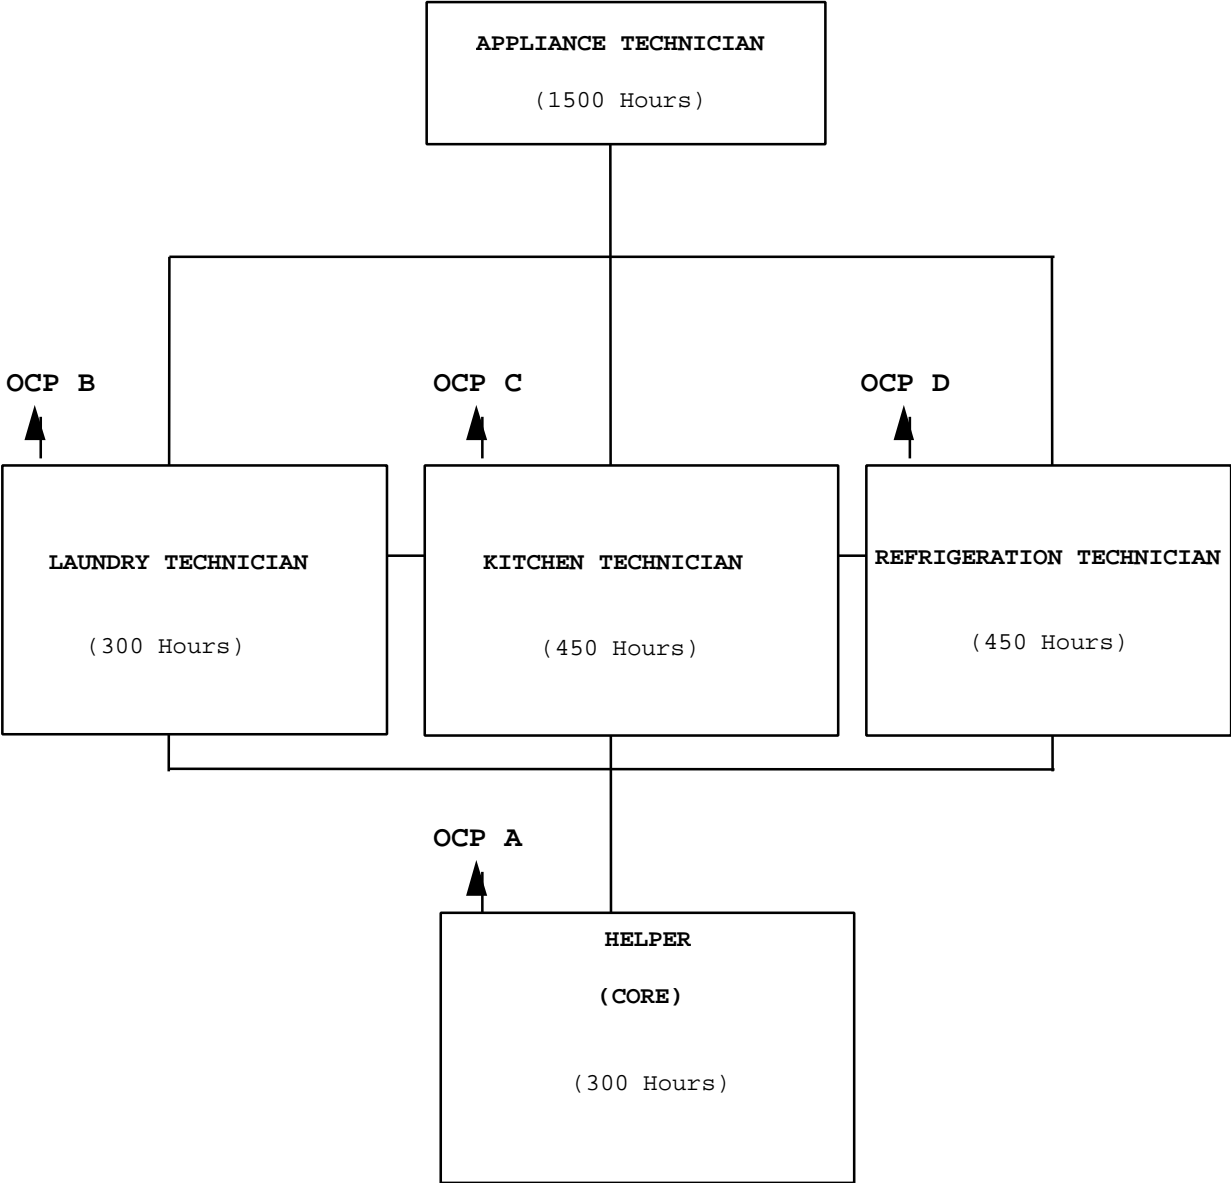 APPLIANCE TECHNICIAN
(1500 Hours)
OCP B
OCP C
OCP D
LAUNDRY TECHNICIAN
(300 Hours)
KITCHEN TECHNICIAN
(450 Hours)
REFRIGERATION TECHNICIAN
(450 Hours)
OCP A
HELPER
(CORE)
(300 Hours)